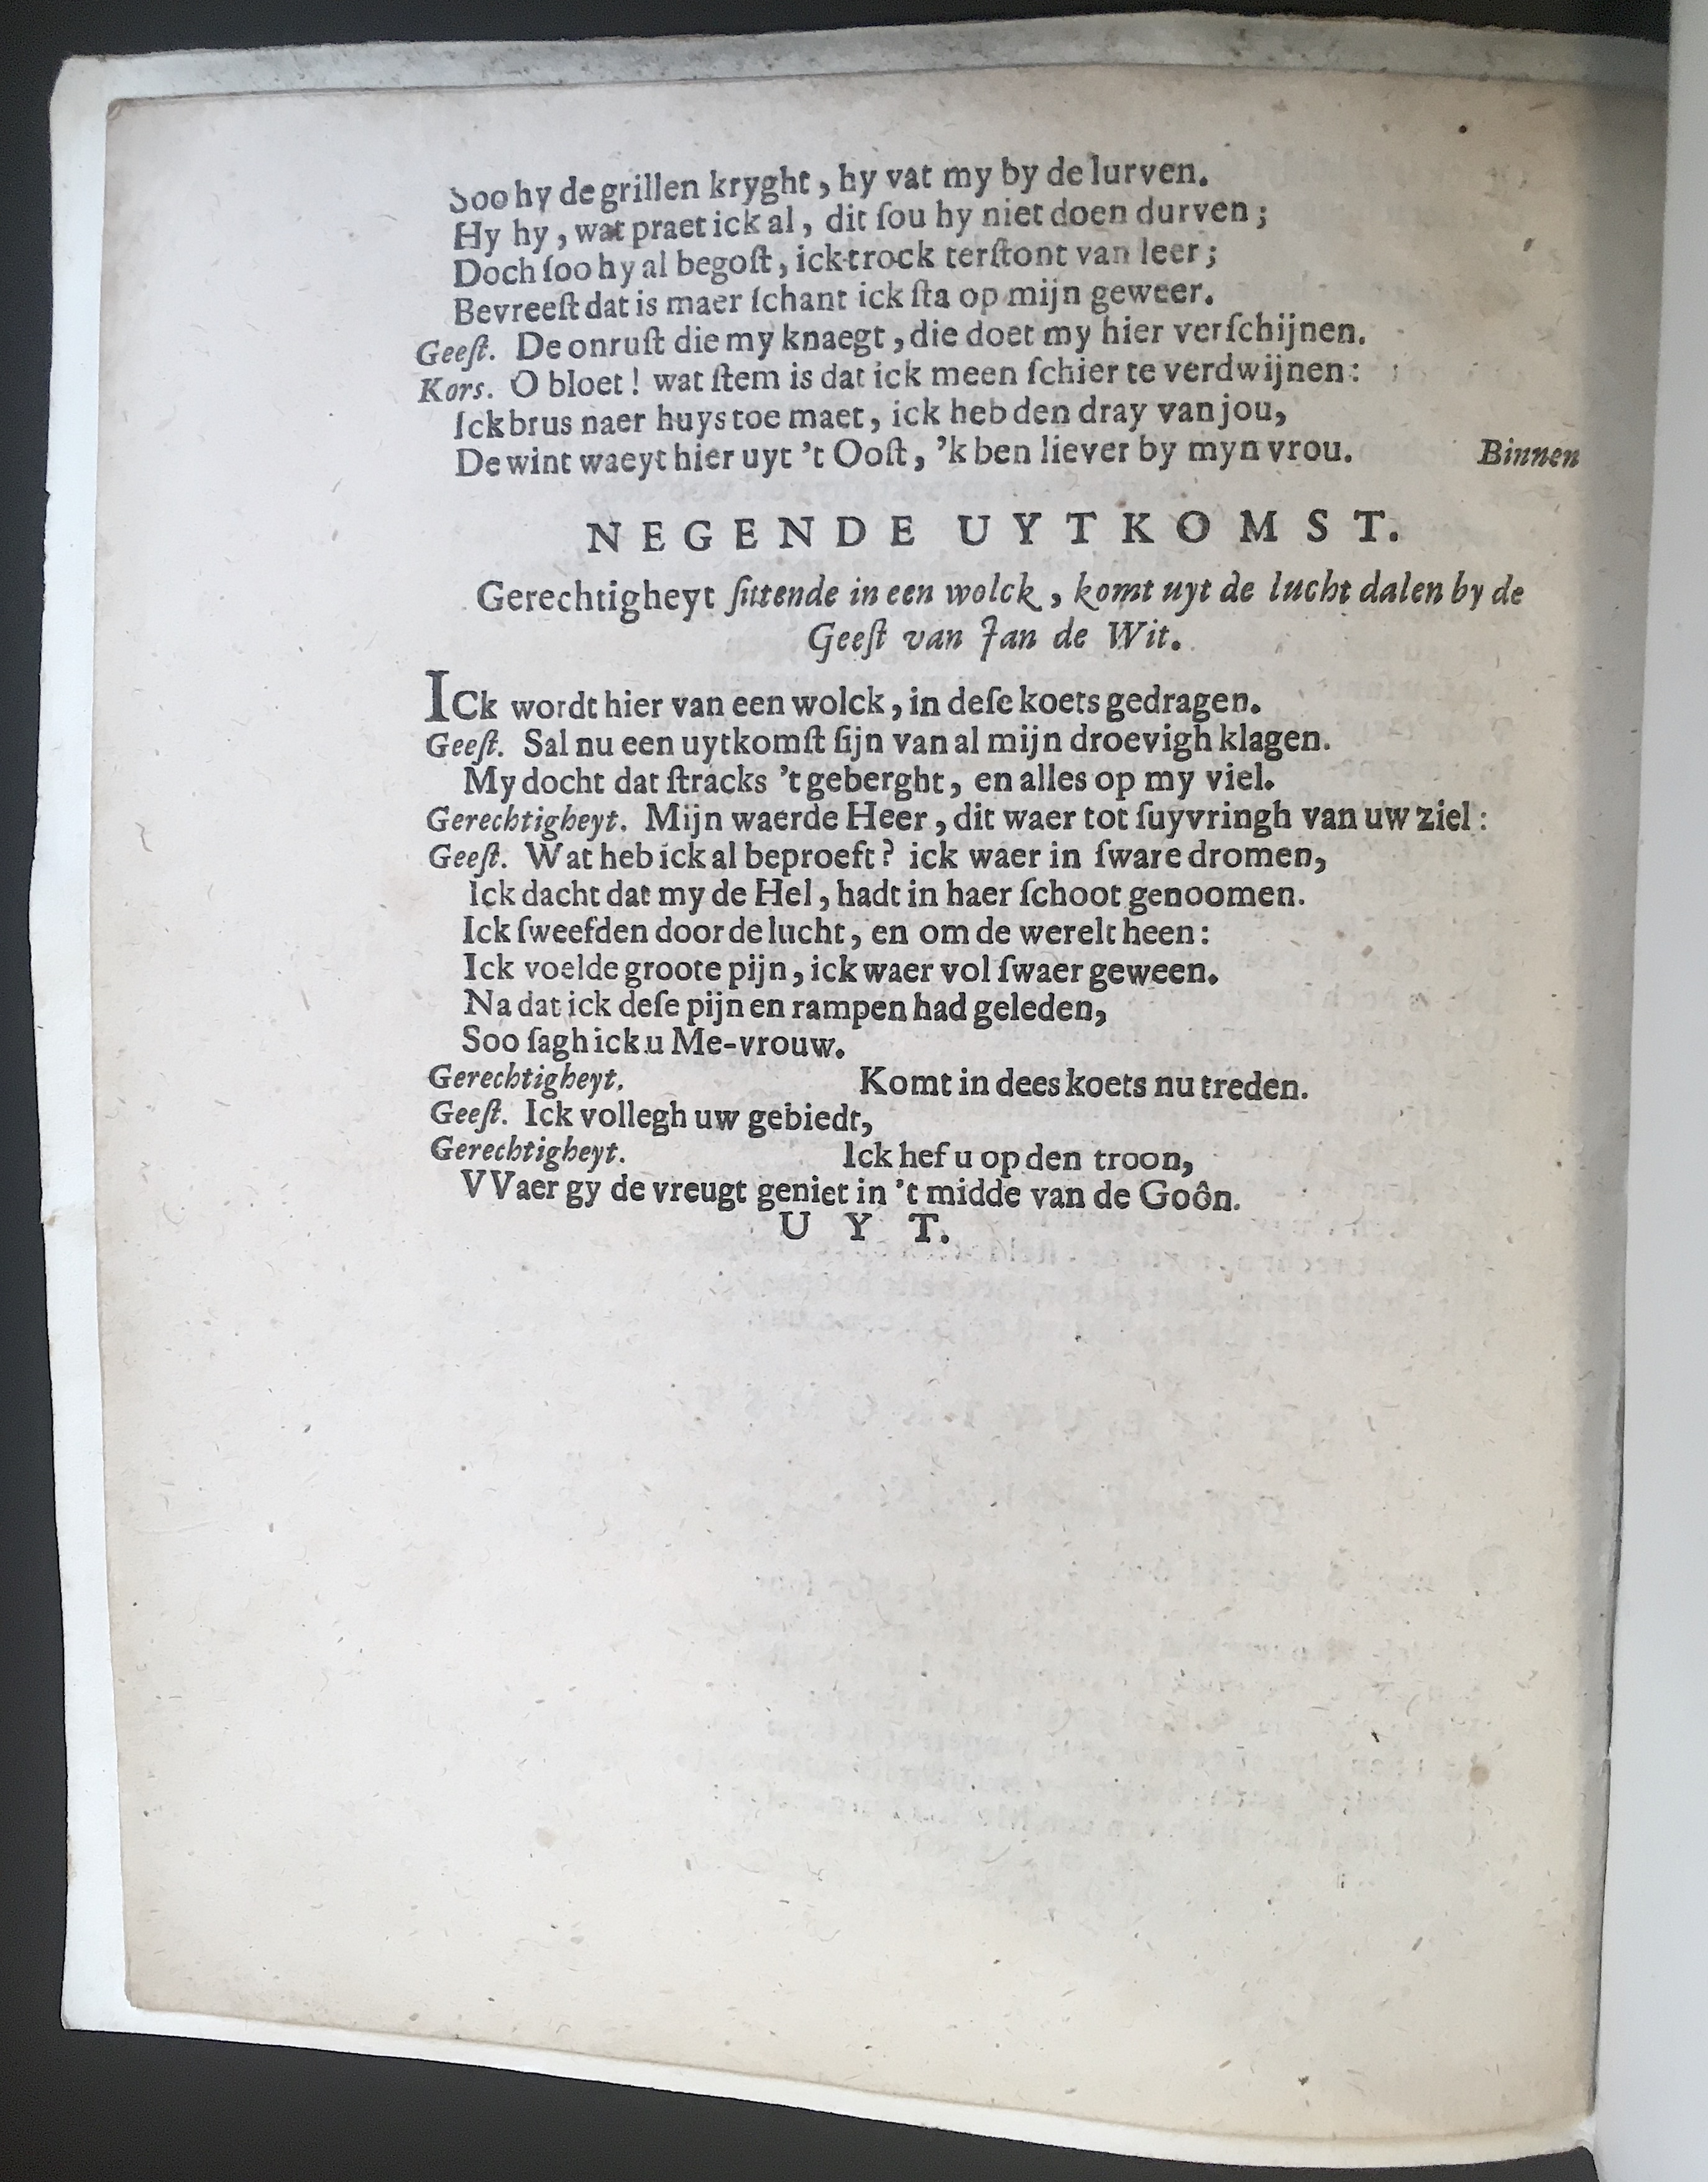 Soo hy de grillen kryght, hy vat my by de lurven.
Hy hy, wat praet ick al, dit ſou hy niet doen durven;
Doch ſoo hy al begoſt, ick trock terſtont van leer;
Bevreeſt dat is maer ſchant ick ſta op mijn geweer.
Geeſt. De onruſt die my knaegt, die doet my hier verſchijnen.
Kors. O bloet! wat ſtem is dat ick meen ſchier te verdwijnen:
Ick brus naer huys toe maet, ick heb den dray van jou,
De wint waeyt hier uyt 't Ooſt, 'k ben liever by myn vrou. Binnen
NEGENDE UYTKOMST.
Gerechtigheyt ſittende in een wolck, komt uyt de lucht dalen by de
Geeſt van Jan de Wit.
ICk wordt hier van een wolck, in deſe koets gedragen.
Geeſt. Sal nu een uytkomſt ſijn van al mijn droevigh klagen.
My docht dat ſtracks 't geberght, en alles op my viel.
Gerechtigheyt. Mijn waerde Heer, dit waer tot ſuyvringh van uw ziel:
Geeſt. Wat heb ick al beproeft? ick waer in ſware dromen,
Ick dacht dat my de Hel, hadt in haer ſchoot genoomen.
Ick ſweefden door de lucht, en om de werelt heen:
Ick voelde groote pijn, ick waer vol ſwaer geween.
Na dat ick deſe pijn en rampen had geleden,
Soo ſagh ick u Me-vrouw.
Gerechtigheyt. Komt in dees koets nu treden.
Geeſt. Ick vollegh uw gebiedt,
Gerechtigheyt. Ick hef u op den troon,
VVaer gy de vreugt geniet in 't midde van de Goôn.
UYT.